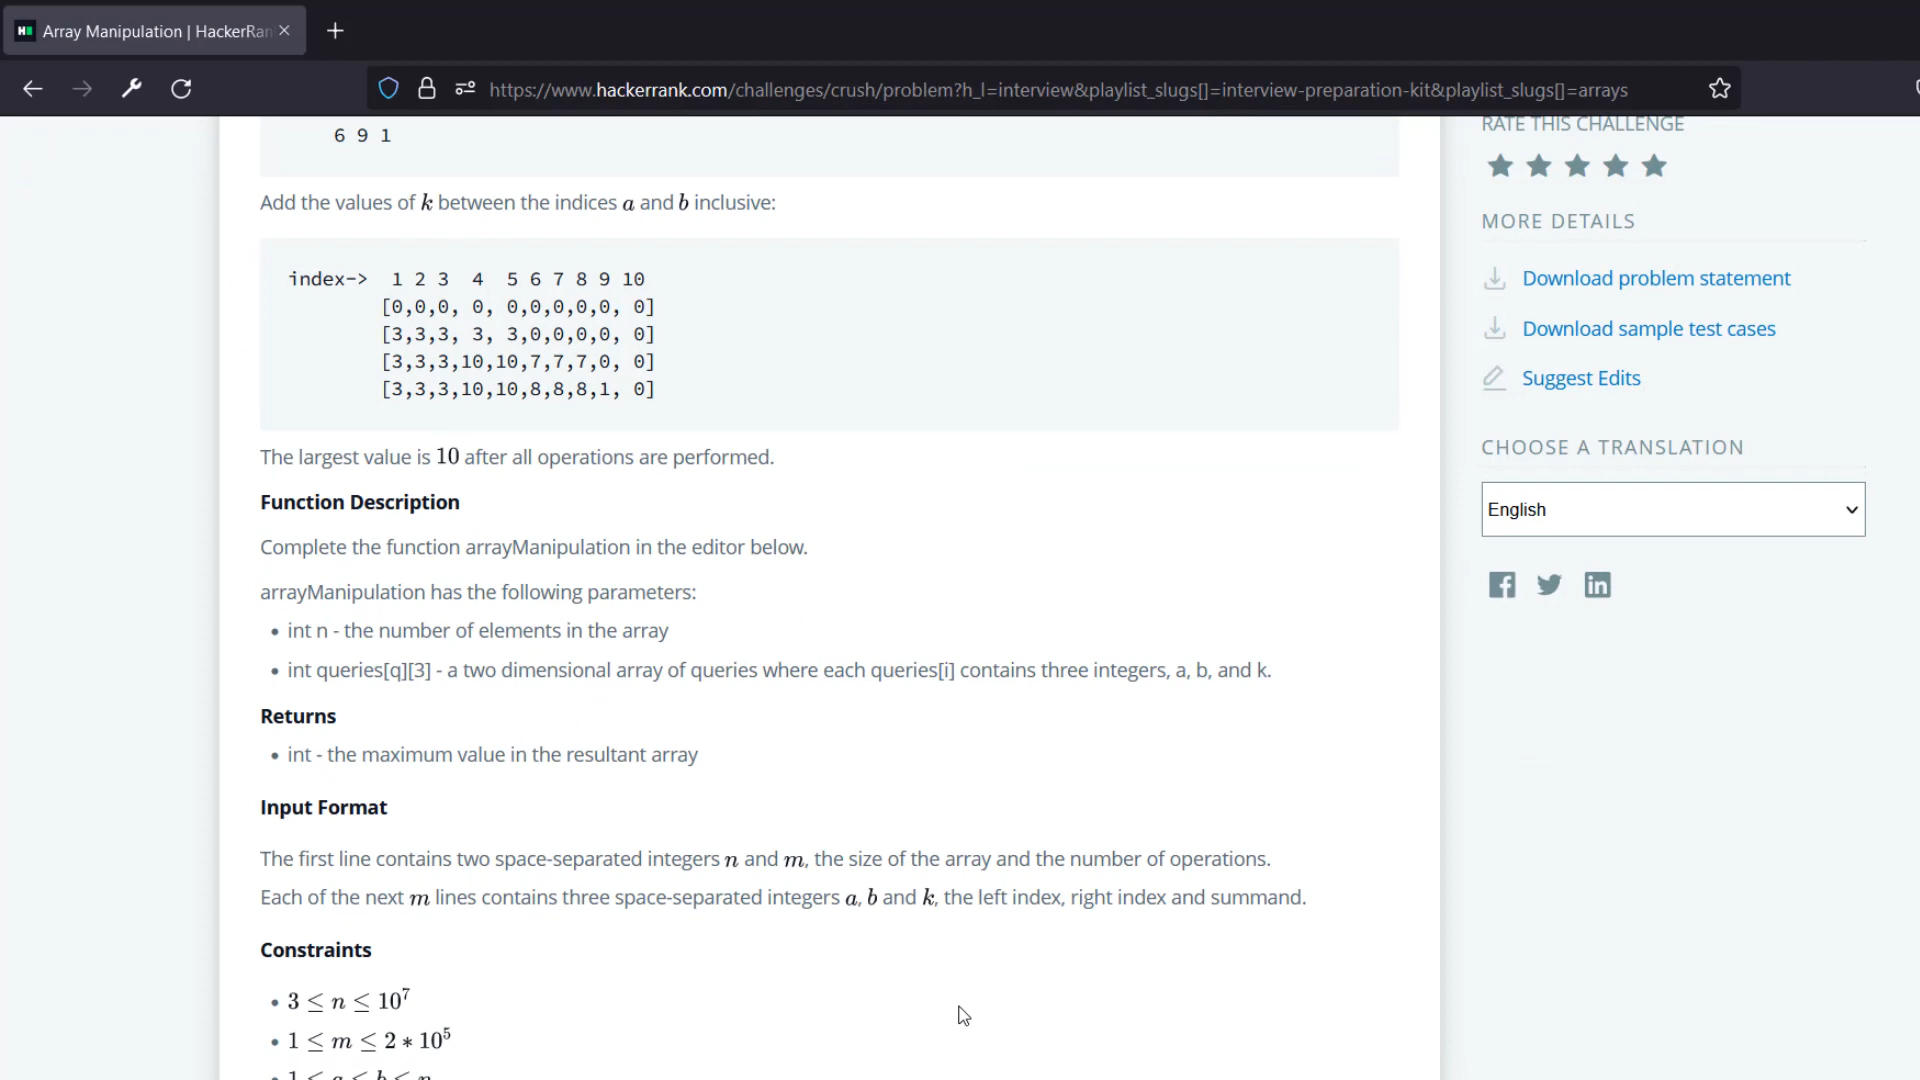 Array Manipulation | HackerRan
https://www.hackerrank.com/challenges/crush/problem?h_l=interview&playlist_slugs[]=interview-preparation-kit&playlist_slugs[]=arrays
6 9 1
Add the values of k between the indices a and b inclusive:
index-> 1 2 3 4 5 6 7 8 9 10
[0,0,0, 0, 0,0,0,0,0, 0]
[3,3,3, 3, 3,0,0,0,0, 0]
[3,3,3,10,10,7,7,7,0, 0]
[3,3,3,10,10,8,8,8,1, 0]
The largest value is 10 after all operations are performed.
Function Description
Complete the function arrayManipulation in the editor below.
arrayManipulation has the following parameters:
• int n - the number of elements in the array
• int queries[q][3] - a two dimensional array of queries where each queries[i] contains three integers, a, b, and k.
Returns
• int - the maximum value in the resultant array
Input Format
The first line contains two space-separated integers n and m, the size of the array and the number of operations.
Each of the next m lines contains three space-separated integers a, b and k, the left index, right index and summand.
Constraints
• 3 ≤ n ≤ 10^7
• 1 ≤ m ≤ 2 * 10^5
• 1 ≤ a ≤ b ≤ n
RATE THIS CHALLENGE
MORE DETAILS
Download problem statement
Download sample test cases
Suggest Edits
CHOOSE A TRANSLATION
English